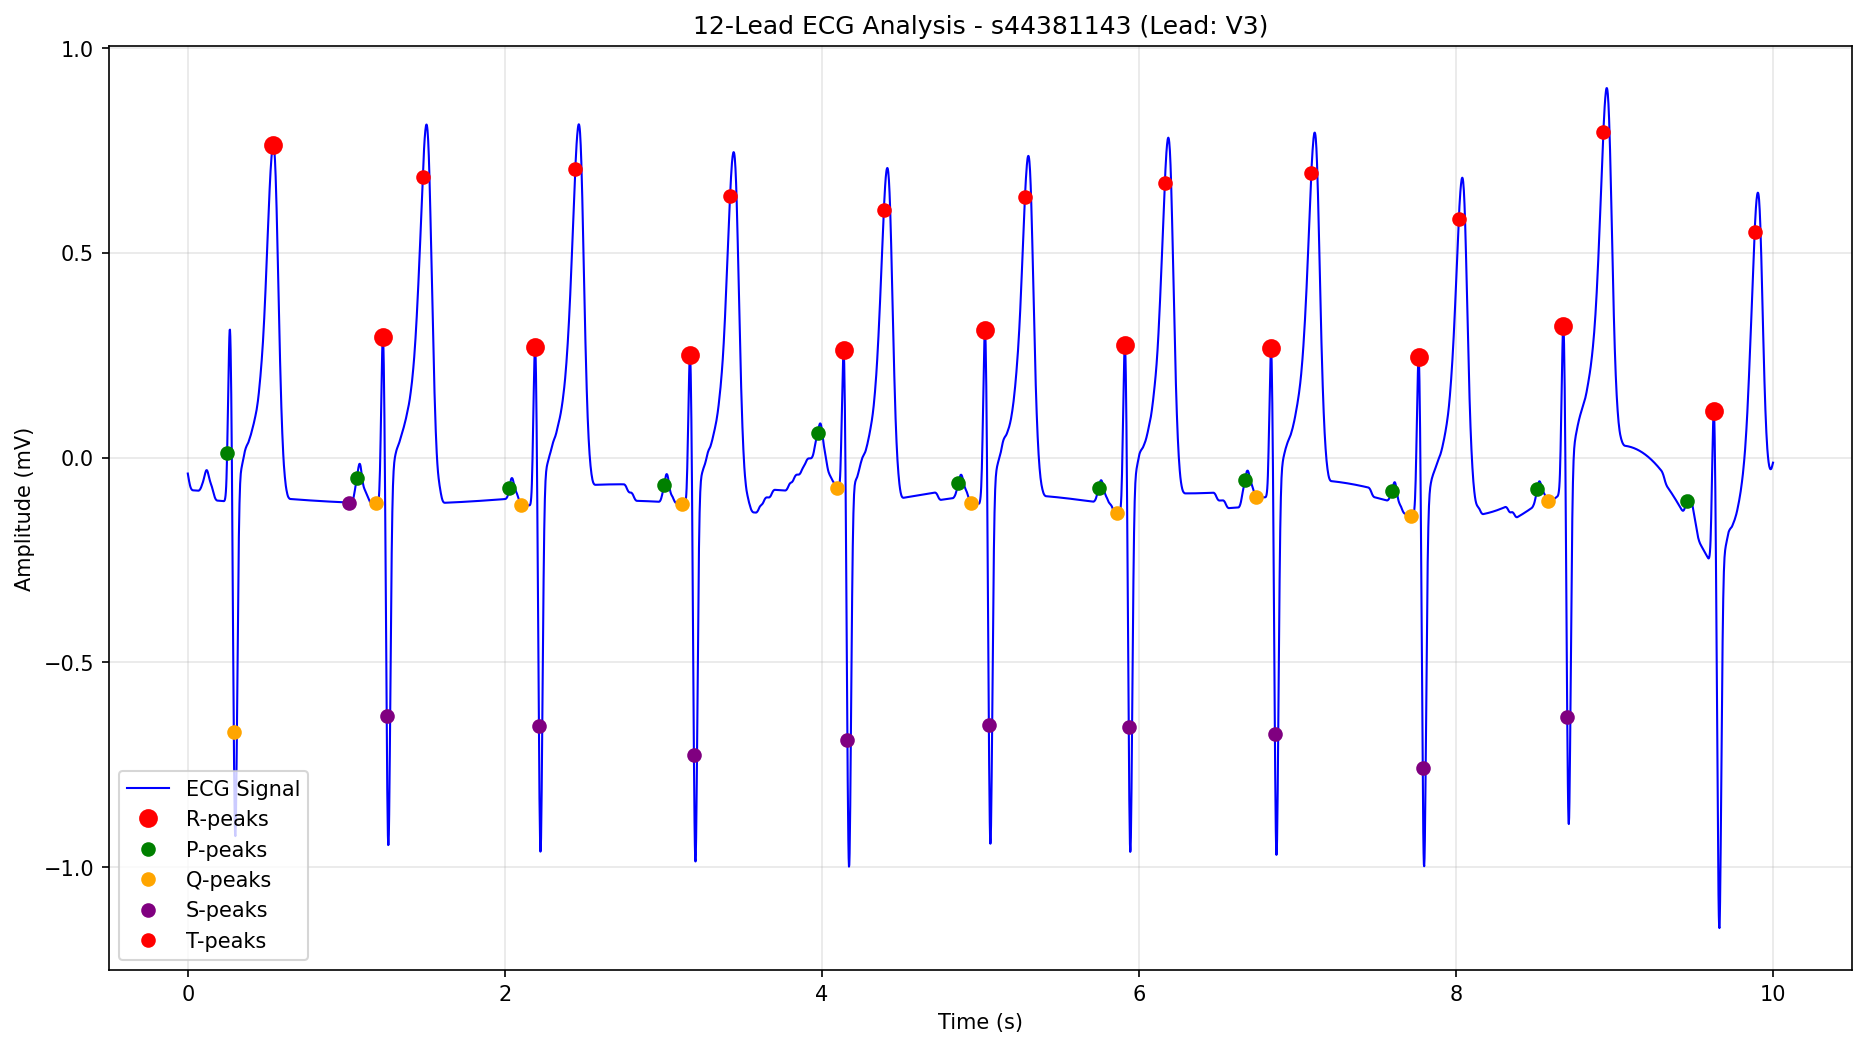 12-Lead ECG Analysis - s44381143 (Lead: V3)
1.0
0.5
0.0
−0.5
−1.0
Amplitude (mV)
ECG Signal
R-peaks
P-peaks
Q-peaks
S-peaks
T-peaks
0 2 4 6 8 10
Time (s)